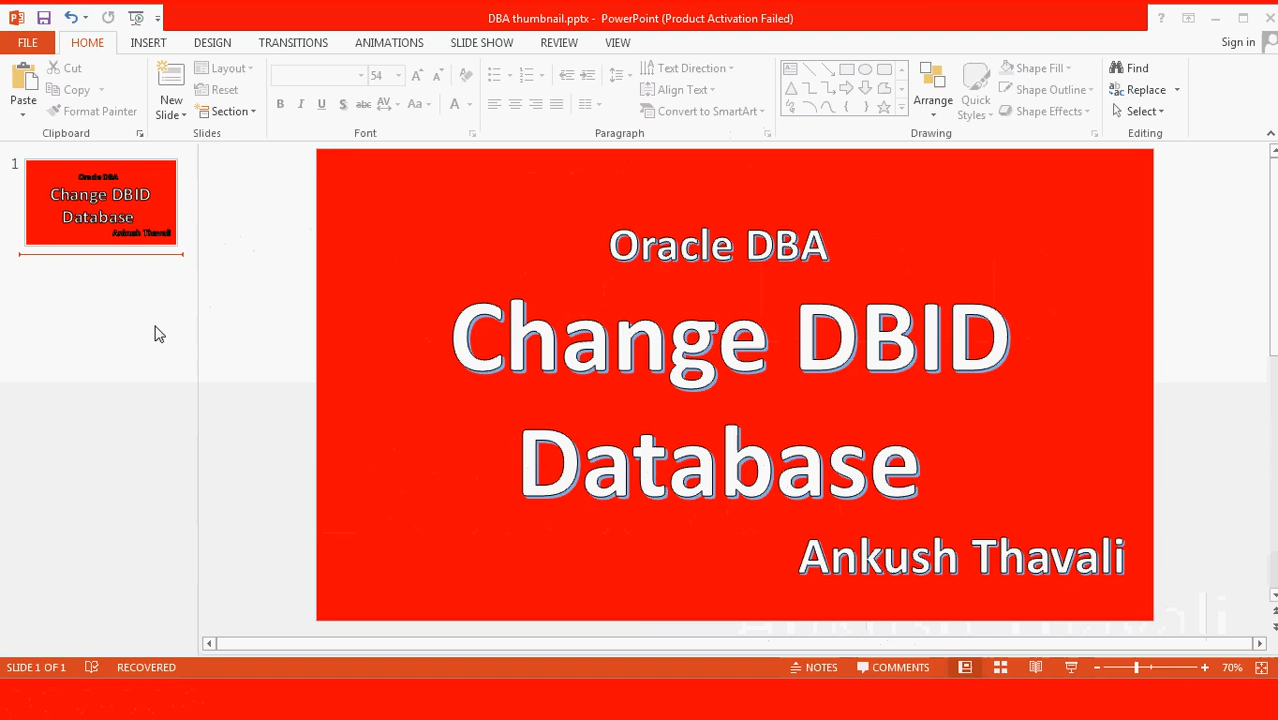 DBA thumbnail.pptx - PowerPoint (Product Activation Failed)
FILE HOME INSERT DESIGN TRANSITIONS ANIMATIONS SLIDE SHOW REVIEW VIEW Sign in
Paste
Cut
Copy
Format Painter
Clipboard
New
Slide
Layout
Reset
Section
Slides
54
B I U S abc AV Aa A
Font
Text Direction
Align Text
Convert to SmartArt
Paragraph
Arrange
Quick
Styles
Shape Fill
Shape Outline
Shape Effects
Drawing
Find
Replace
Select
Editing
1
Oracle DBA
Change DBID
Database
Ankush Thavali
Oracle DBA
Change DBID
Database
Ankush Thavali
SLIDE 1 OF 1 RECOVERED NOTES COMMENTS 70%